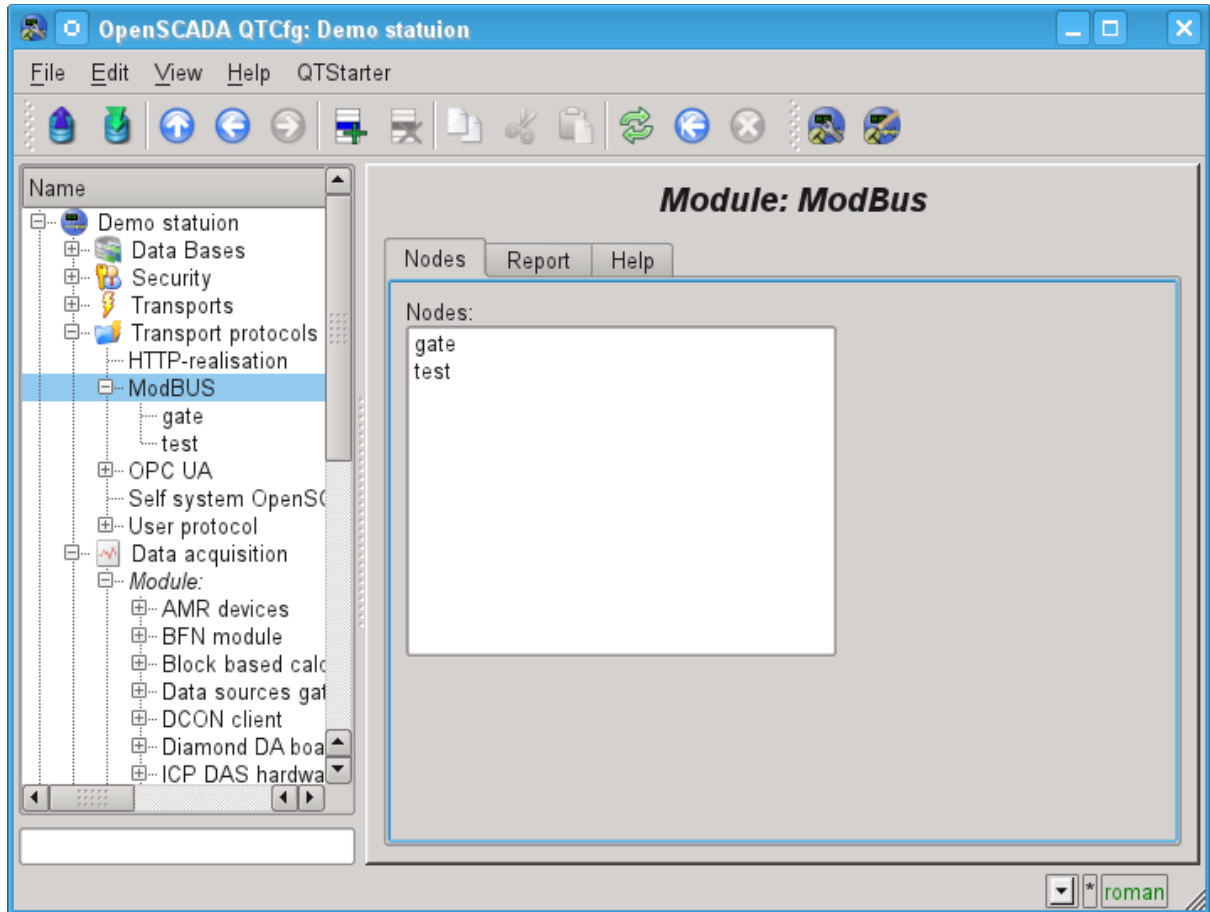 OpenSCADA QTCfg: Demo statuion
File Edit View Help QTStarter
Name
Demo statuion
Data Bases
Security
Transports
Transport protocols
HTTP-realisation
ModBUS
gate
test
OPC UA
Self system OpenSC
User protocol
Data acquisition
Module:
AMR devices
BFN module
Block based calc
Data sources gat
DCON client
Diamond DA boa
ICP DAS hardwa
Module: ModBus
Nodes Report Help
Nodes:
gate
test
* roman